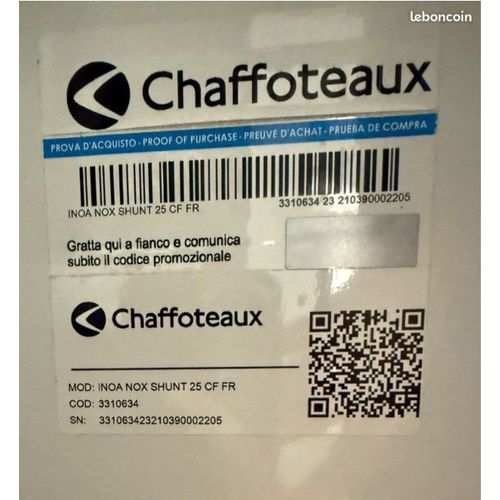 leboncoin
Chaffoteaux
PROVA D'ACQUISTO - PROOF OF PURCHASE - PREUVE D'ACHAT - PRUEBA DE COMPRA
INOA NOX SHUNT 25 CF FR 3310634 23 210390002205
Gratta qui a fianco e comunica
subito il codice promozionale
Chaffoteaux
MOD: INOA NOX SHUNT 25 CF FR
COD: 3310634
SN: 331063423210390002205